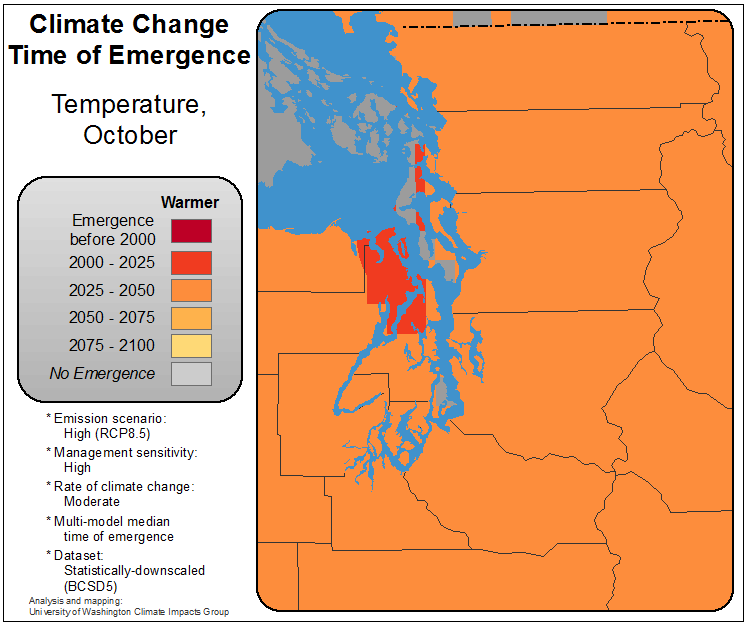 Climate Change
Time of Emergence
Temperature,
October
Warmer
Emergence
before 2000
2000 - 2025
2025 - 2050
2050 - 2075
2075 - 2100
No Emergence
* Emission scenario:
High (RCP8.5)
* Management sensitivity:
High
* Rate of climate change:
Moderate
* Multi-model median
time of emergence
* Dataset:
Statistically-downscaled
(BCSD5)
Analysis and mapping:
University of Washington Climate Impacts Group